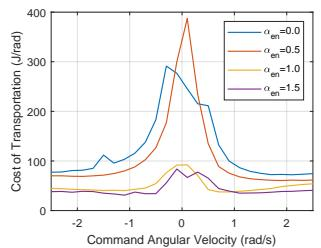 400
300
200
100
0
Cost of Transportation (J/rad)
α_en=0.0
α_en=0.5
α_en=1.0
α_en=1.5
-2 -1 0 1 2
Command Angular Velocity (rad/s)